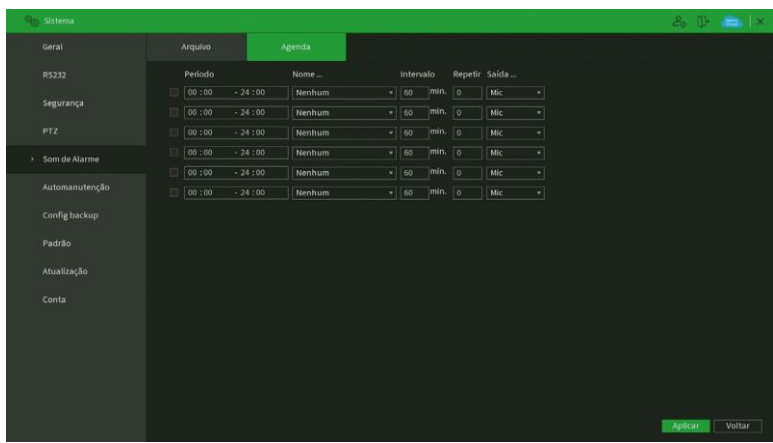 Sistema
Geral
RS232
Segurança
PTZ
Som de Alarme
Automanutenção
Config backup
Padrão
Atualização
Conta
Arquivo Agenda
Período Nome ... Intervalo Repetir Saída ...
00 :00 - 24 :00 Nenhum 60 min. 0 Mic
00 :00 - 24 :00 Nenhum 60 min. 0 Mic
00 :00 - 24 :00 Nenhum 60 min. 0 Mic
00 :00 - 24 :00 Nenhum 60 min. 0 Mic
00 :00 - 24 :00 Nenhum 60 min. 0 Mic
00 :00 - 24 :00 Nenhum 60 min. 0 Mic
Aplicar Voltar